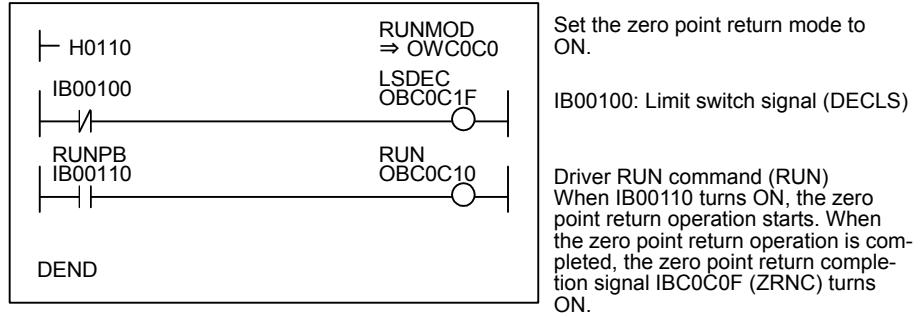 RUNMOD
H0110 ⇒ OWC0C0
IB00100 LSDEC
OBC0C1F
RUNPB RUN
IB00110 OBC0C10
DEND
Set the zero point return mode to
ON.
IB00100: Limit switch signal (DECLS)
Driver RUN command (RUN)
When IB00110 turns ON, the zero
point return operation starts. When
the zero point return operation is com-
pleted, the zero point return comple-
tion signal IBC0C0F (ZRNC) turns
ON.